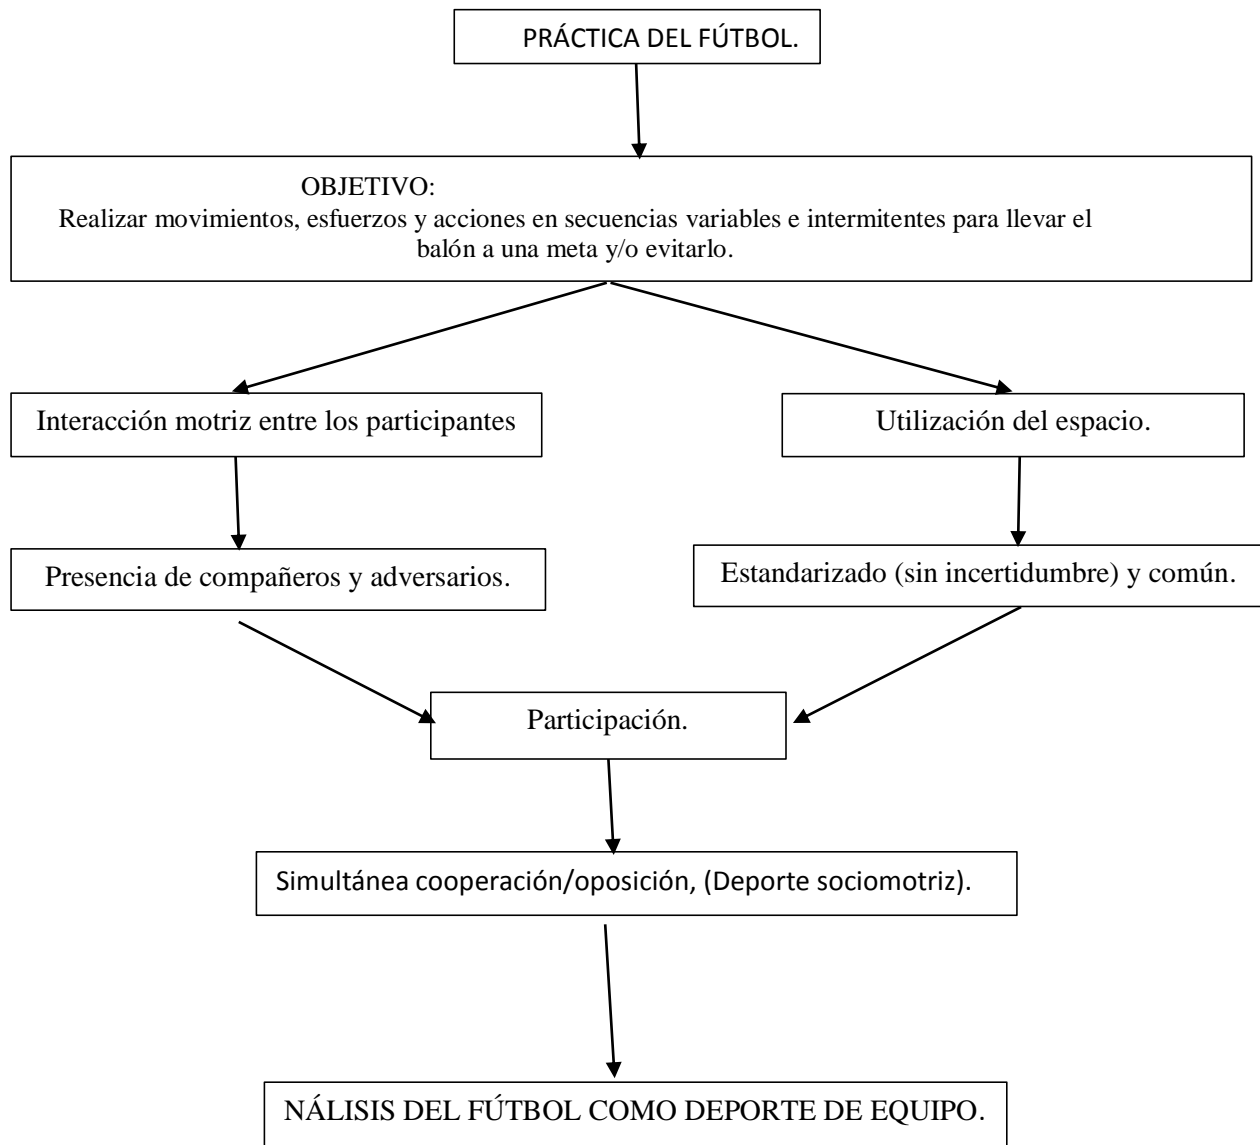 PRÁCTICA DEL FÚTBOL.
OBJETIVO:
Realizar movimientos, esfuerzos y acciones en secuencias variables e intermitentes para llevar el
balón a una meta y/o evitarlo.
Interacción motriz entre los participantes
Utilización del espacio.
Presencia de compañeros y adversarios.
Estandarizado (sin incertidumbre) y común.
Participación.
Simultánea cooperación/oposición, (Deporte sociomotriz).
NÁLISIS DEL FÚTBOL COMO DEPORTE DE EQUIPO.